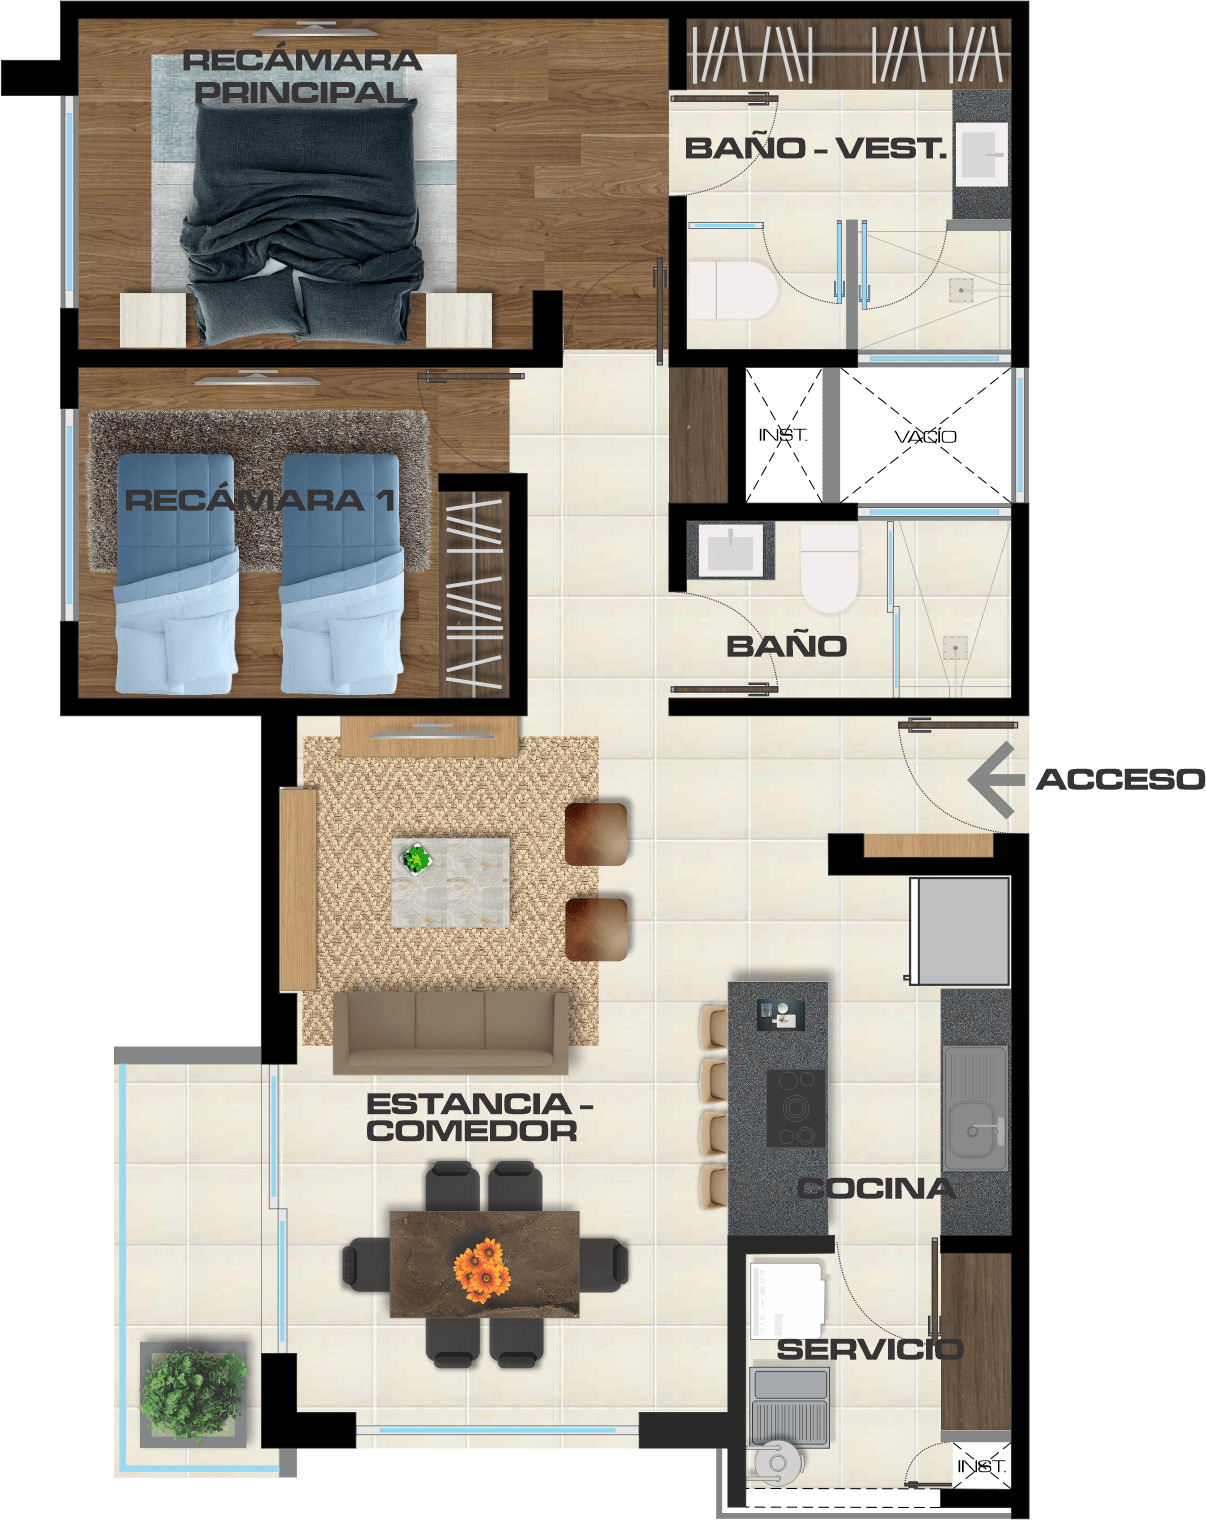 RECÁMARA
PRINCIPAL
BAÑO - VEST.
INST.
VACÍO
RECÁMARA 1
BAÑO
ACCESO
ESTANCIA -
COMEDOR
COCINA
SERVICIO
INST.